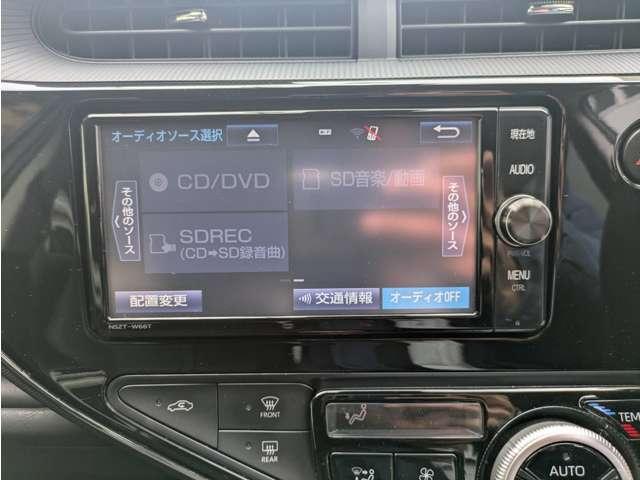 オーディオソース選択
現在地
AUDIO
CD/DVD
SD音楽/動画
その他のソース
その他のソース
SDREC
(CD➡SD録音曲)
PWR・VOL
MENU
CTRL
配置変更
交通情報
オーディオOFF
NSZT-W66T
FRONT
REAR
TEM
AUTO